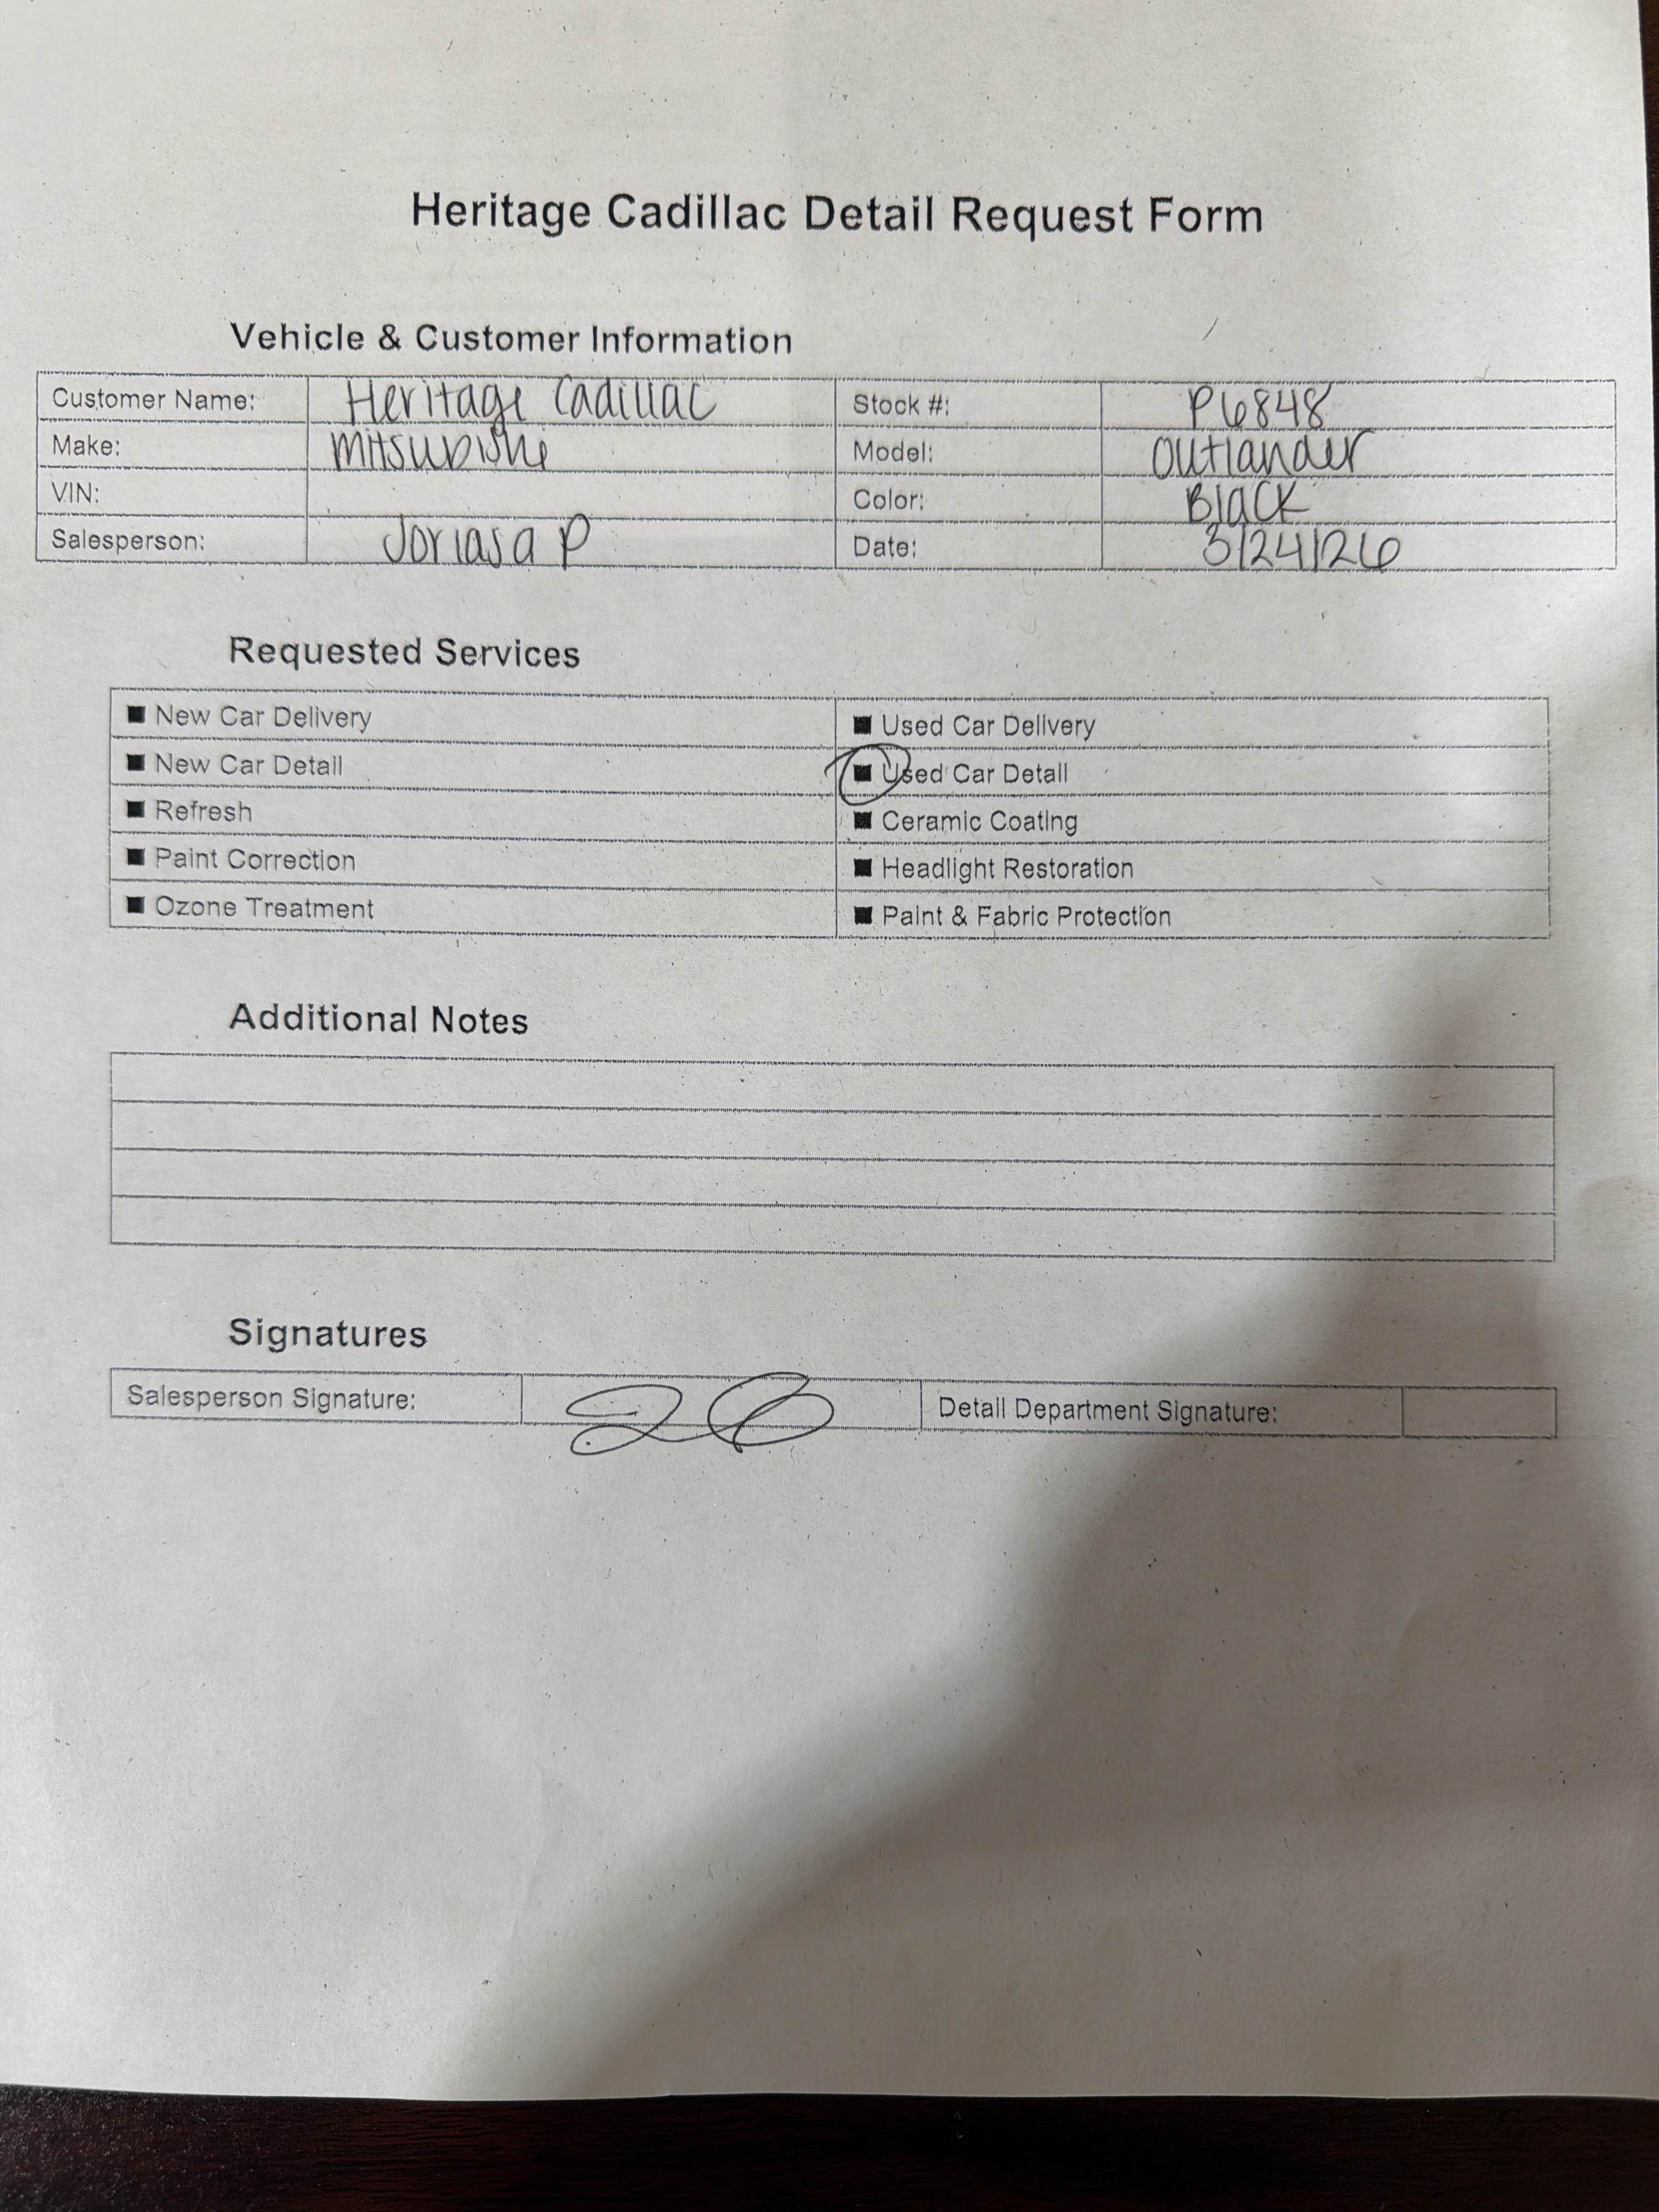 Heritage Cadillac Detail Request Form
Vehicle & Customer Information
Customer Name: Heritage Cadillac Stock #: P6848
Make: Mitsubishi Model: Outlander
VIN: Color: Black
Salesperson: Joriasa P Date: 3/24/26
Requested Services
■ New Car Delivery ■ Used Car Delivery
■ New Car Detail ■ Used Car Detail
■ Refresh ■ Ceramic Coating
■ Paint Correction ■ Headlight Restoration
■ Ozone Treatment ■ Paint & Fabric Protection
Additional Notes
Signatures
Salesperson Signature: Detail Department Signature: